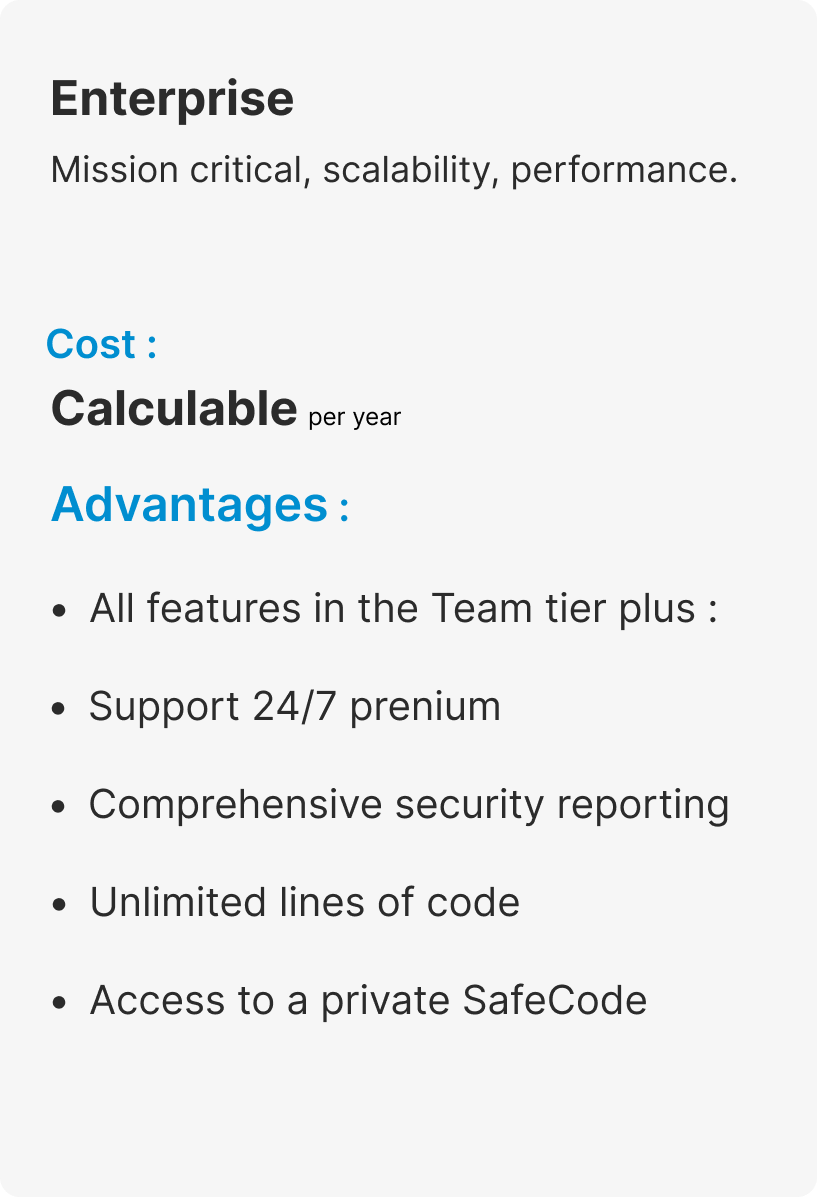 Enterprise
Mission critical, scalability, performance.
Cost :
Calculable per year
Advantages :
• All features in the Team tier plus :
• Support 24/7 prenium
• Comprehensive security reporting
• Unlimited lines of code
• Access to a private SafeCode